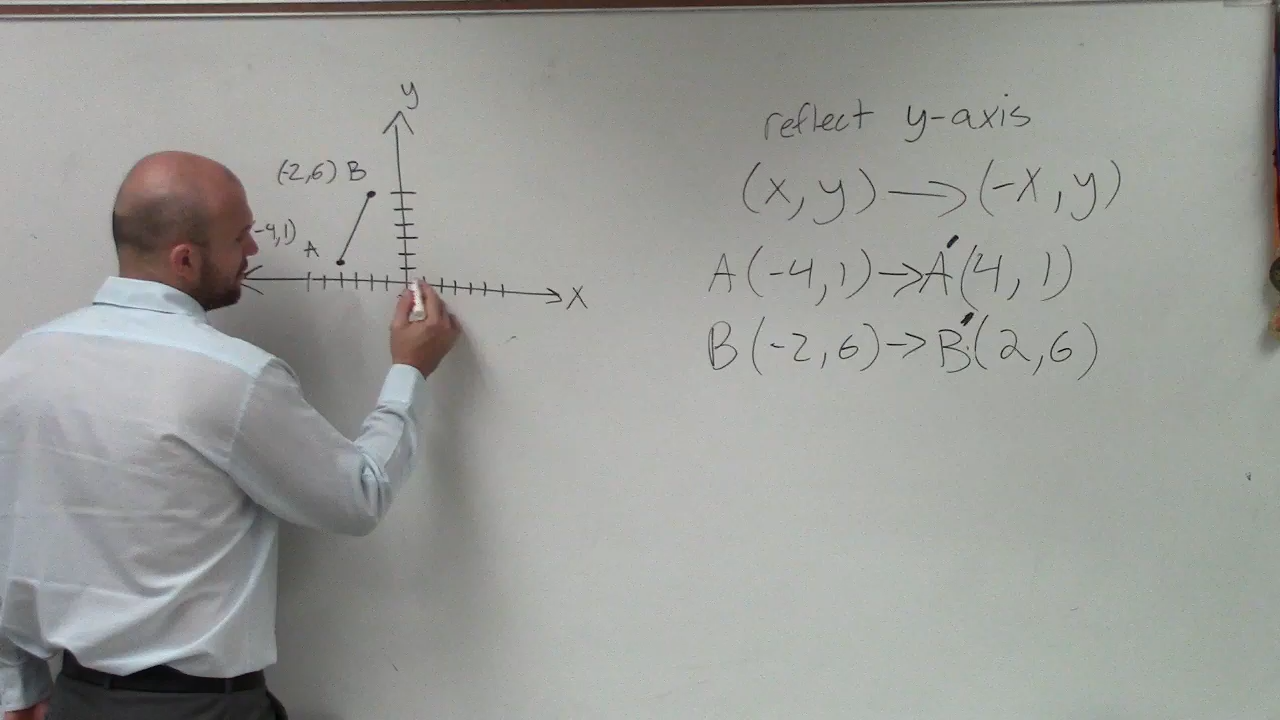 y
(-2,6) B
-4,1)
A
X
reflect y-axis
(x,y)→(-x,y)
A(-4,1)→A'(4,1)
B(-2,6)→B'(2,6)